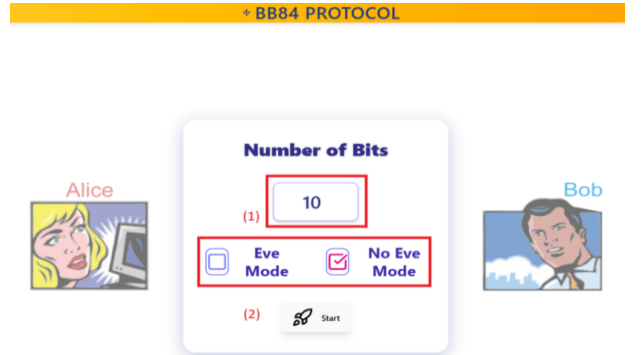 BB84 PROTOCOL
Number of Bits
Alice
Bob
10
(1)
Eve
Mode
No Eve
Mode
(2)
Start